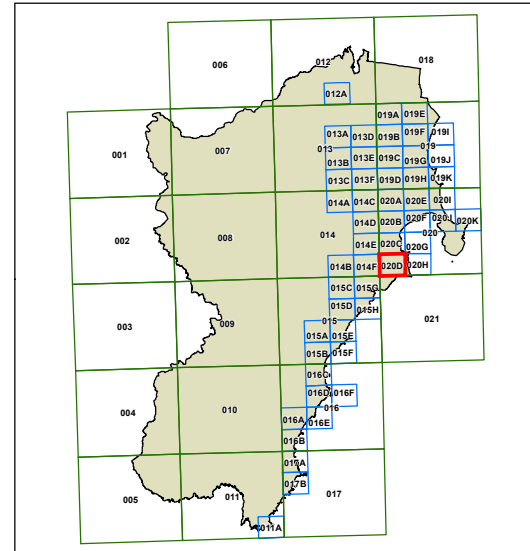 006 012 018
012A
019A 019E
013A 013D 019B 019F 019I
001 007 013 019
013B 013E 019C 019G 019J
013C 013F 019D 019H 019K
014A 014C 020A 020E 020I
014D 020B 020F 020J 020K
002 008 014 020
014E 020C 020G
014B 014F 020D 020H
015C 015G
015D 015H
003 009 015 021
015A 015E
015B 015F
016C
016D 016F
004 010 016
016A 016E
016B
017A
005 011 017B 017
011A